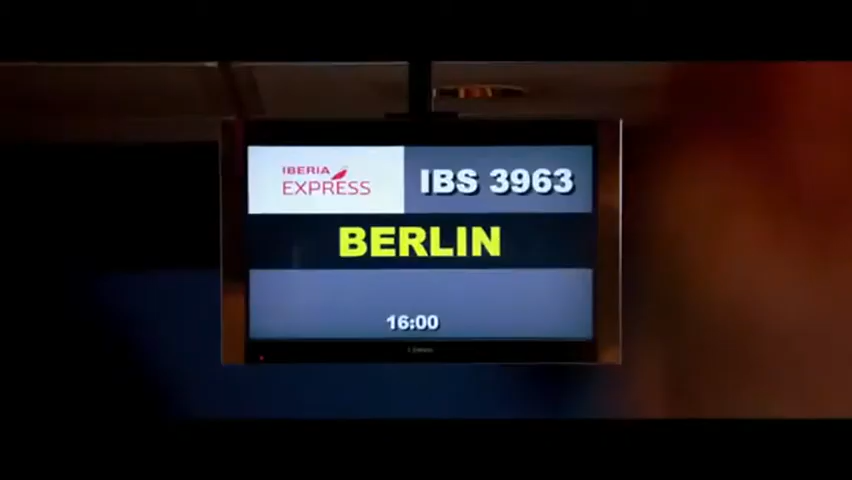 IBERIA
EXPRESS
IBS 3963
BERLIN
16:00